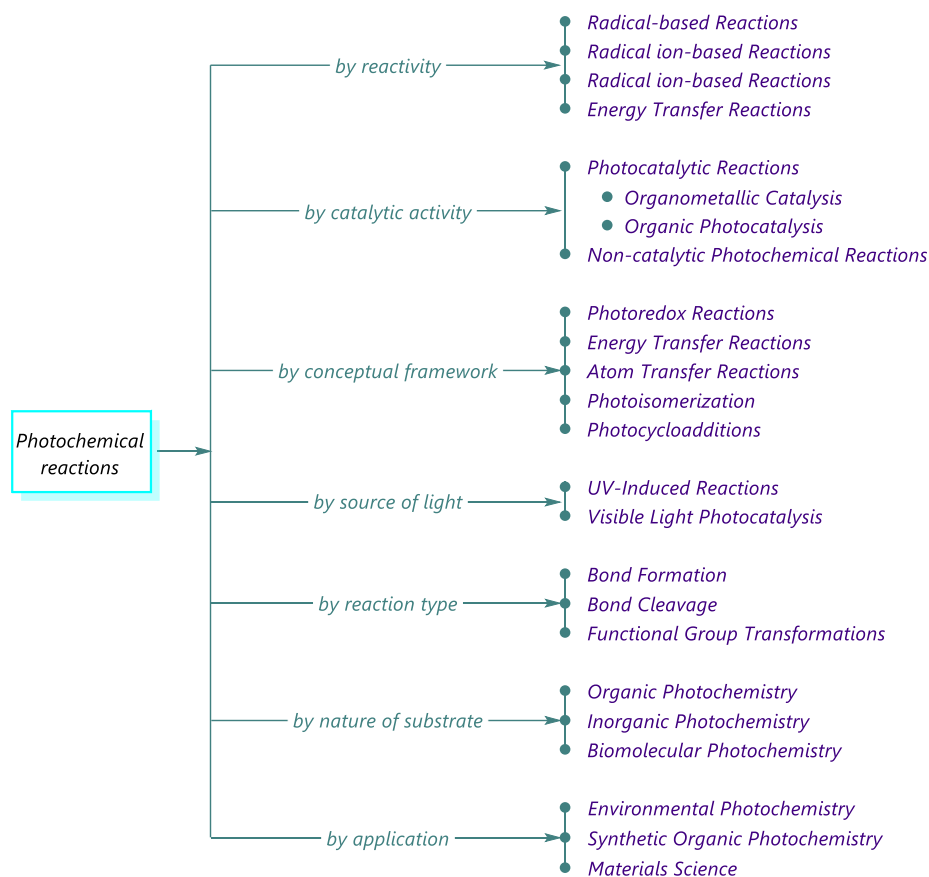 Photochemical
reactions
by reactivity
Radical-based Reactions
Radical ion-based Reactions
Radical ion-based Reactions
Energy Transfer Reactions
by catalytic activity
Photocatalytic Reactions
Organometallic Catalysis
Organic Photocatalysis
Non-catalytic Photochemical Reactions
by conceptual framework
Photoredox Reactions
Energy Transfer Reactions
Atom Transfer Reactions
Photoisomerization
Photocycloadditions
by source of light
UV-Induced Reactions
Visible Light Photocatalysis
by reaction type
Bond Formation
Bond Cleavage
Functional Group Transformations
by nature of substrate
Organic Photochemistry
Inorganic Photochemistry
Biomolecular Photochemistry
by application
Environmental Photochemistry
Synthetic Organic Photochemistry
Materials Science